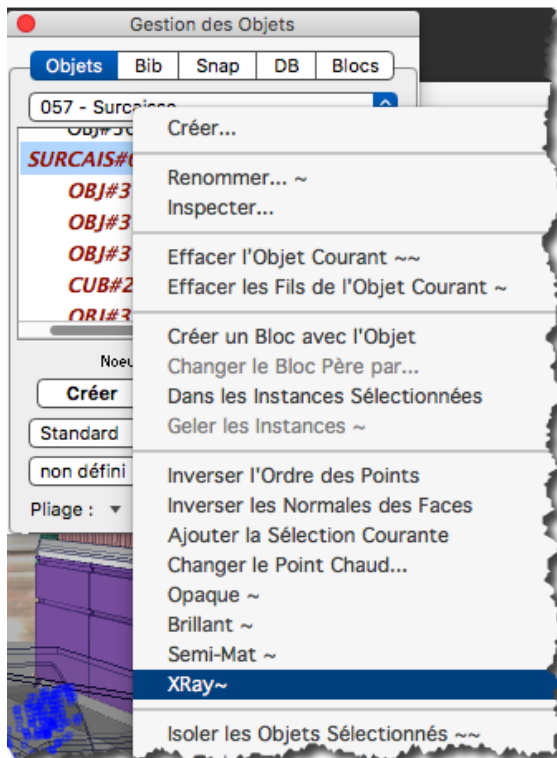 Gestion des Objets
Objets Bib Snap DB Blocs
057 - Surcaisse
SURCAIS#
OBJ#3
OBJ#3
OBJ#3
CUB#2
OBJ#3
Noeu
Créer
Standard
non défini
Pliage :
Créer...
Renommer... ~
Inspecter...
Effacer l'Objet Courant ~~
Effacer les Fils de l'Objet Courant ~
Créer un Bloc avec l'Objet
Changer le Bloc Père par...
Dans les Instances Sélectionnées
Geler les Instances ~
Inverser l'Ordre des Points
Inverser les Normales des Faces
Ajouter la Sélection Courante
Changer le Point Chaud...
Opaque ~
Brillant ~
Semi-Mat ~
XRay~
Isoler les Objets Sélectionnés ~~